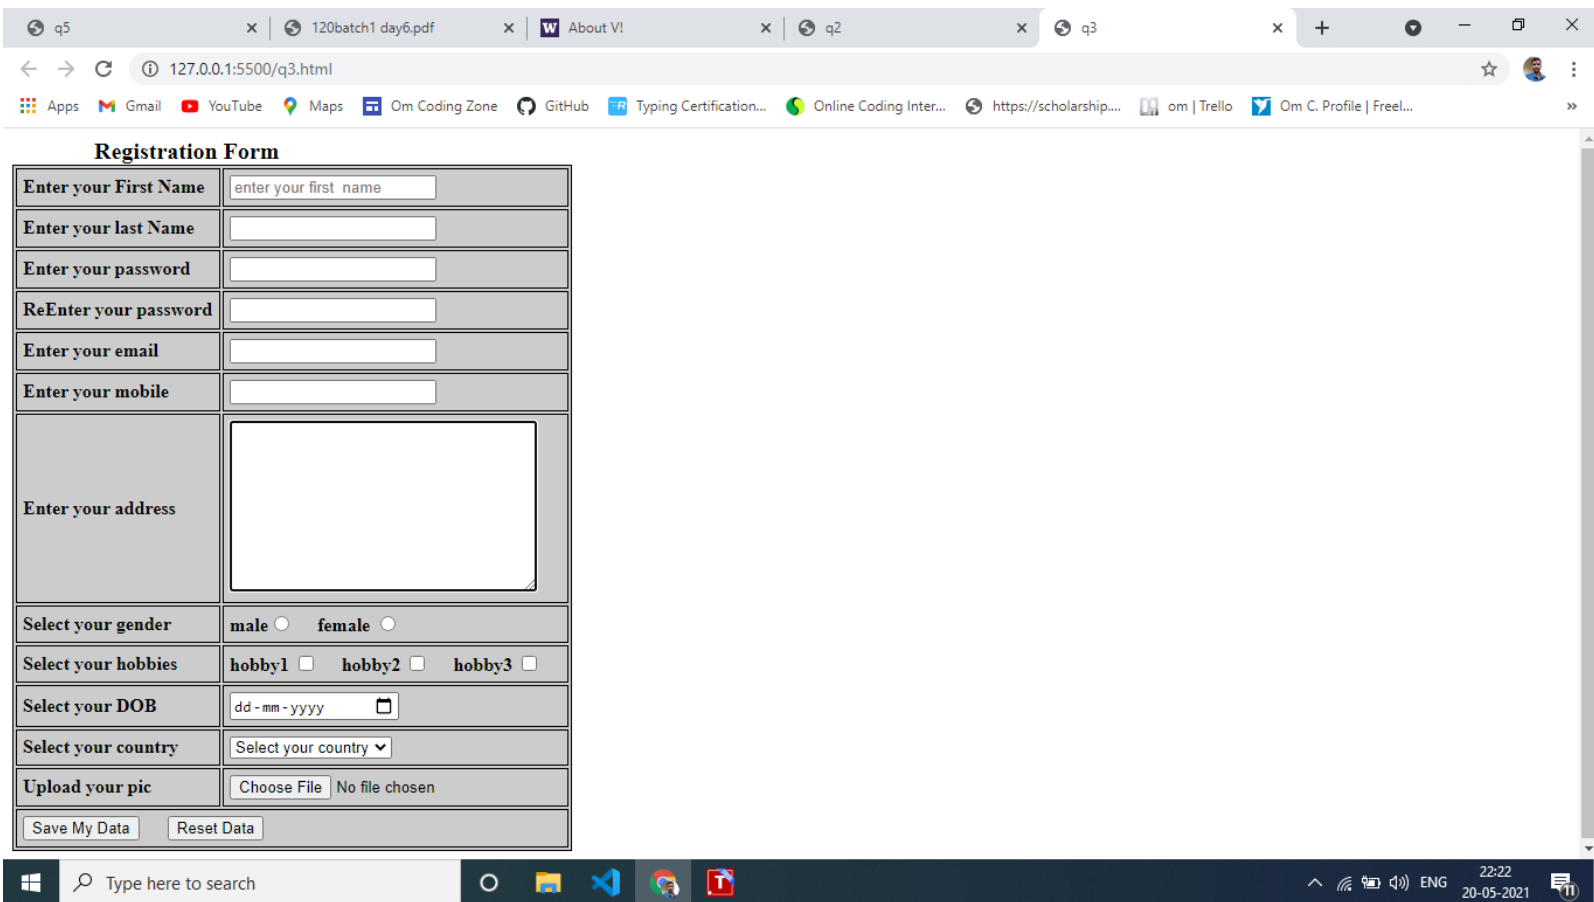 q5
120batch1 day6.pdf
W About V!
q2
q3
127.0.0.1:5500/q3.html
Apps Gmail YouTube Maps Om Coding Zone GitHub Typing Certification... Online Coding Inter... https://scholarship.... om | Trello Om C. Profile | Freel... »
Registration Form
Enter your First Name enter your first name
Enter your last Name
Enter your password
ReEnter your password
Enter your email
Enter your mobile
Enter your address
Select your gender male female
Select your hobbies hobby1 hobby2 hobby3
Select your DOB dd-mm-yyyy
Select your country Select your country
Upload your pic Choose File No file chosen
Save My Data Reset Data
Type here to search
T
ENG
22:22
20-05-2021
11